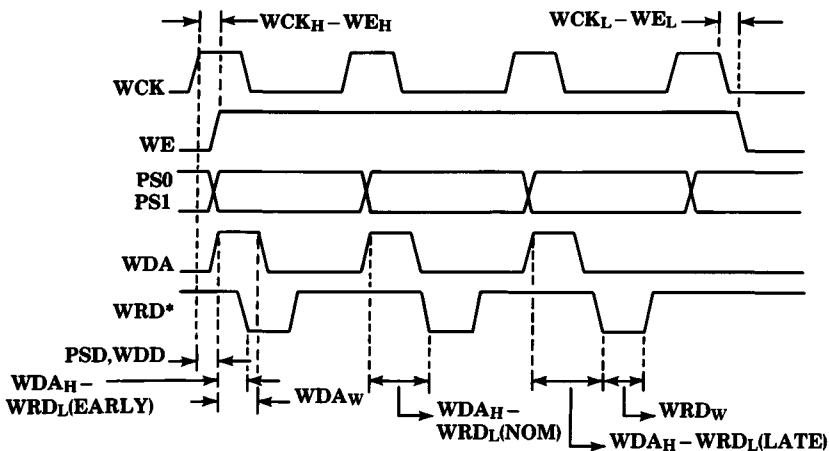 WCKH–WEH
WCKL–WEL
WCK
WE
PS0
PS1
WDA
WRD*
PSD,WDD
WDAH–
WRDL(EARLY)
WDAW
WDAH–
WRDL(NOM)
WRDW
WDAH–WRDL(LATE)